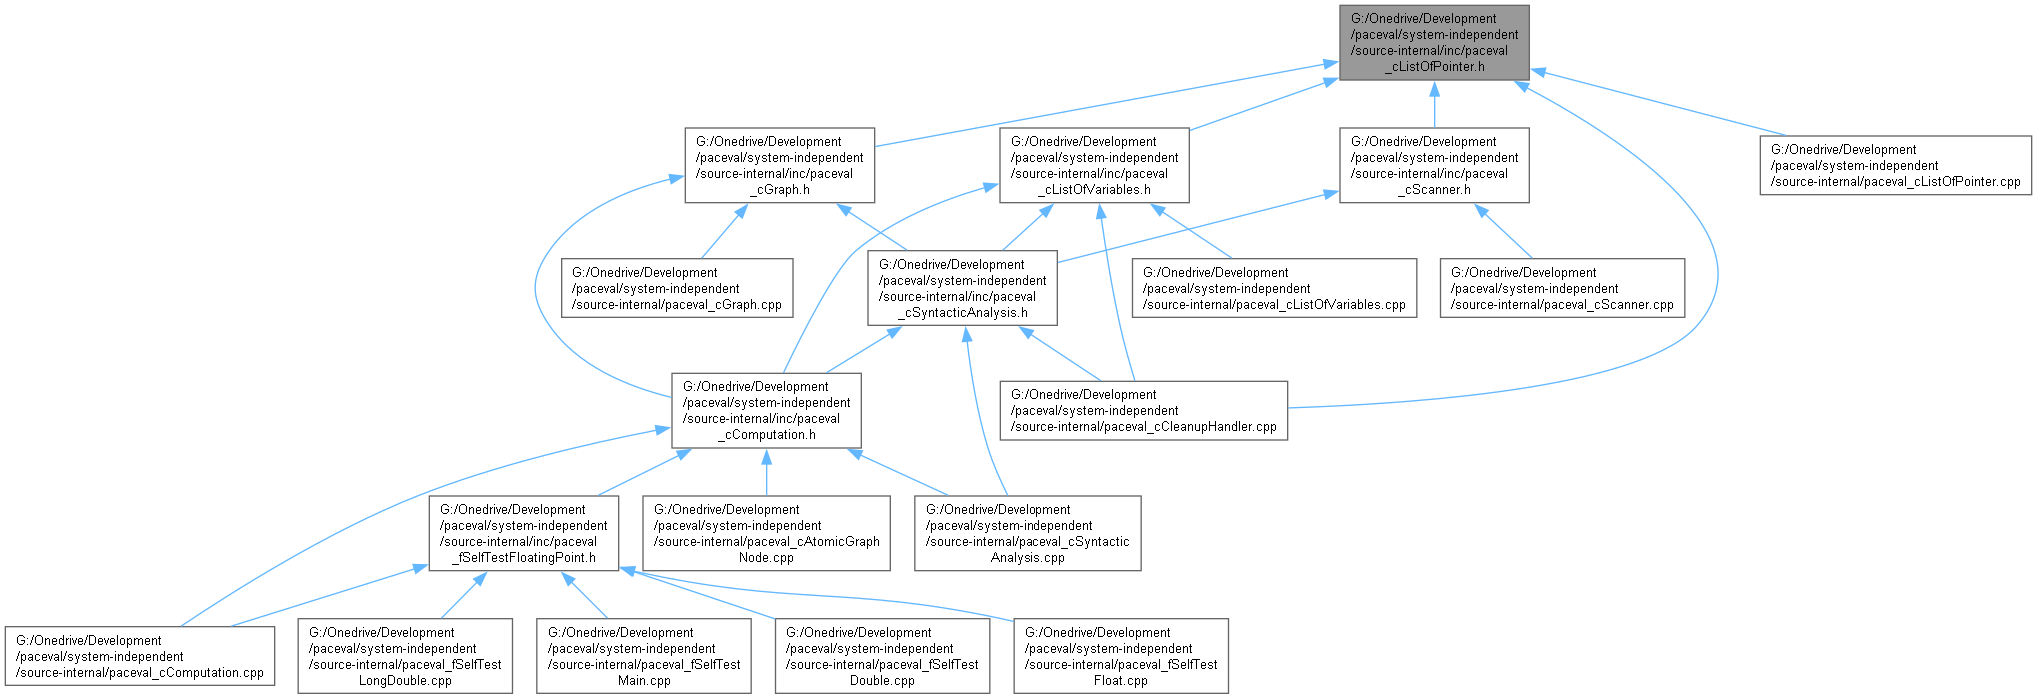 G:/Onedrive/Development
/paceval/system-independent
/source-internal/inc/paceval
_cListOfPointer.h
G:/Onedrive/Development
/paceval/system-independent
/source-internal/inc/paceval
_cGraph.h
G:/Onedrive/Development
/paceval/system-independent
/source-internal/inc/paceval
_cListOfVariables.h
G:/Onedrive/Development
/paceval/system-independent
/source-internal/inc/paceval
_cScanner.h
G:/Onedrive/Development
/paceval/system-independent
/source-internal/paceval_cListOfPointer.cpp
G:/Onedrive/Development
/paceval/system-independent
/source-internal/paceval_cGraph.cpp
G:/Onedrive/Development
/paceval/system-independent
/source-internal/inc/paceval
_cSyntacticAnalysis.h
G:/Onedrive/Development
/paceval/system-independent
/source-internal/paceval_cListOfVariables.cpp
G:/Onedrive/Development
/paceval/system-independent
/source-internal/paceval_cScanner.cpp
G:/Onedrive/Development
/paceval/system-independent
/source-internal/inc/paceval
_cComputation.h
G:/Onedrive/Development
/paceval/system-independent
/source-internal/paceval_cCleanupHandler.cpp
G:/Onedrive/Development
/paceval/system-independent
/source-internal/inc/paceval
_fSelfTestFloatingPoint.h
G:/Onedrive/Development
/paceval/system-independent
/source-internal/paceval_cAtomicGraph
Node.cpp
G:/Onedrive/Development
/paceval/system-independent
/source-internal/paceval_cSyntactic
Analysis.cpp
G:/Onedrive/Development
/paceval/system-independent
/source-internal/paceval_cComputation.cpp
G:/Onedrive/Development
/paceval/system-independent
/source-internal/paceval_fSelfTest
LongDouble.cpp
G:/Onedrive/Development
/paceval/system-independent
/source-internal/paceval_fSelfTest
Main.cpp
G:/Onedrive/Development
/paceval/system-independent
/source-internal/paceval_fSelfTest
Double.cpp
G:/Onedrive/Development
/paceval/system-independent
/source-internal/paceval_fSelfTest
Float.cpp